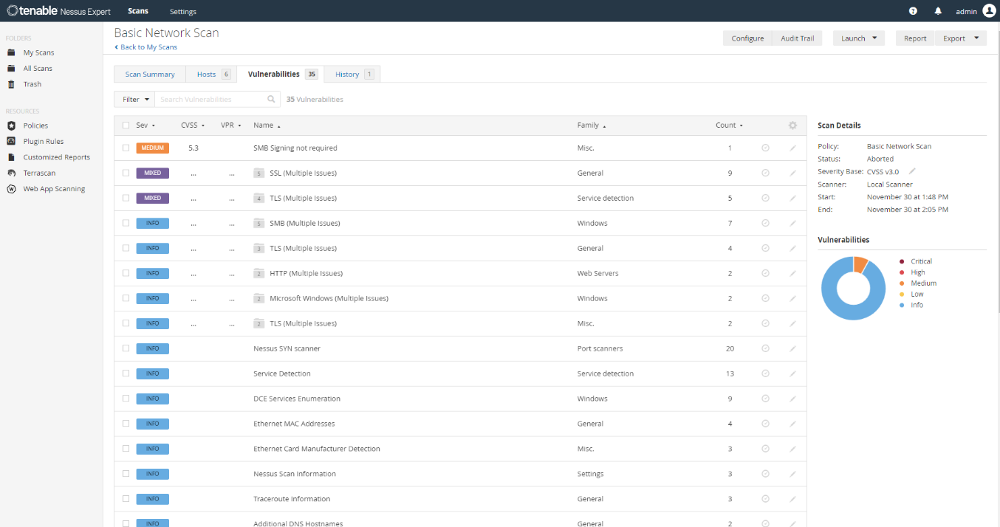 tenable Nessus Expert Scans Settings admin
FOLDERS
My Scans
All Scans
Trash
RESOURCES
Policies
Plugin Rules
Customized Reports
Terrascan
Web App Scanning
Basic Network Scan
Back to My Scans
Configure Audit Trail Launch Report Export
Scan Summary Hosts 6 Vulnerabilities 35 History 1
Filter Search Vulnerabilities 35 Vulnerabilities
Sev CVSS VPR Name Family Count
MEDIUM 5.3 SMB Signing not required Misc. 1
MIXED ... ... 5 SSL (Multiple Issues) General 9
MIXED ... ... 4 TLS (Multiple Issues) Service detection 5
INFO ... ... 5 SMB (Multiple Issues) Windows 7
INFO ... ... 3 TLS (Multiple Issues) General 4
INFO ... ... 2 HTTP (Multiple Issues) Web Servers 2
INFO ... ... 2 Microsoft Windows (Multiple Issues) Windows 2
INFO ... ... 2 TLS (Multiple Issues) Misc. 2
INFO Nessus SYN scanner Port scanners 20
INFO Service Detection Service detection 13
INFO DCE Services Enumeration Windows 9
INFO Ethernet MAC Addresses General 4
INFO Ethernet Card Manufacturer Detection Misc. 3
INFO Nessus Scan Information Settings 3
INFO Traceroute Information General 3
INFO Additional DNS Hostnames General 2
Scan Details
Policy: Basic Network Scan
Status: Aborted
Severity Base: CVSS v3.0
Scanner: Local Scanner
Start: November 30 at 1:48 PM
End: November 30 at 2:05 PM
Vulnerabilities
Critical
High
Medium
Low
Info